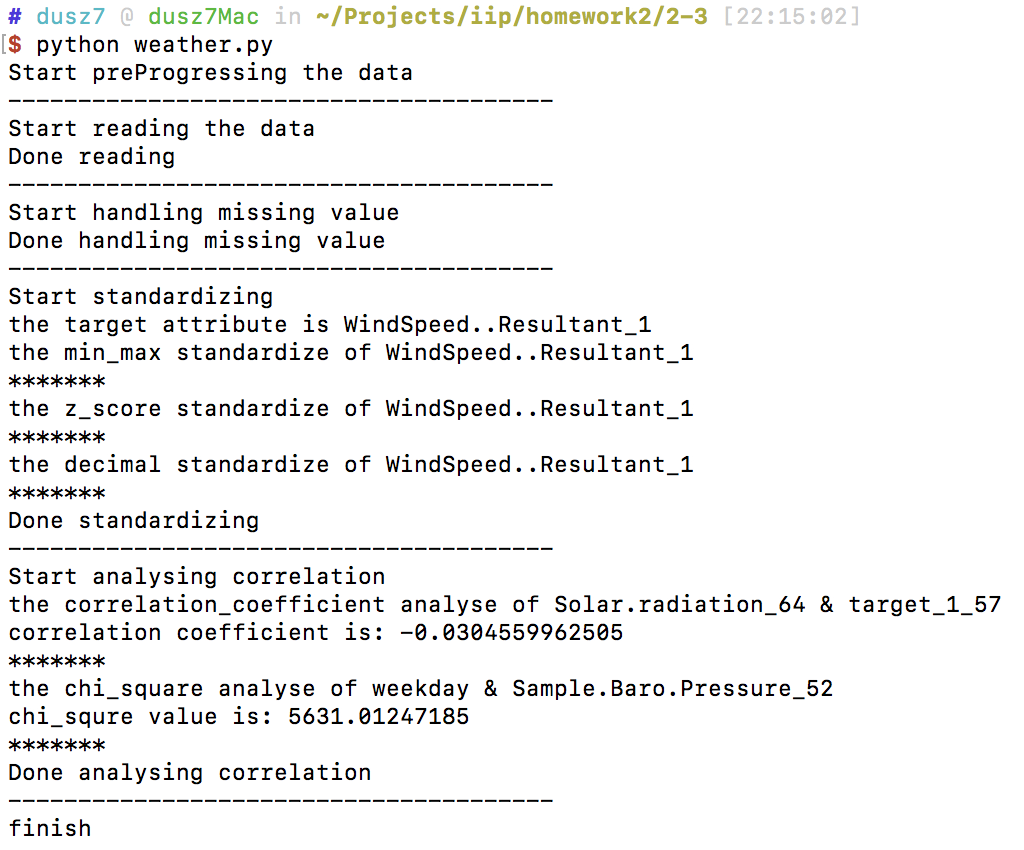 # dusz7 @ dusz7Mac in ~/Projects/iip/homework2/2-3 [22:15:02]
[$ python weather.py
Start preProgressing the data
---------------------------------------
Start reading the data
Done reading
---------------------------------------
Start handling missing value
Done handling missing value
---------------------------------------
Start standardizing
the target attribute is WindSpeed..Resultant_1
the min_max standardize of WindSpeed..Resultant_1
*******
the z_score standardize of WindSpeed..Resultant_1
*******
the decimal standardize of WindSpeed..Resultant_1
*******
Done standardizing
---------------------------------------
Start analysing correlation
the correlation_coefficient analyse of Solar.radiation_64 & target_1_57
correlation coefficient is: -0.0304559962505
*******
the chi_square analyse of weekday & Sample.Baro.Pressure_52
chi_squre value is: 5631.01247185
*******
Done analysing correlation
---------------------------------------
finish